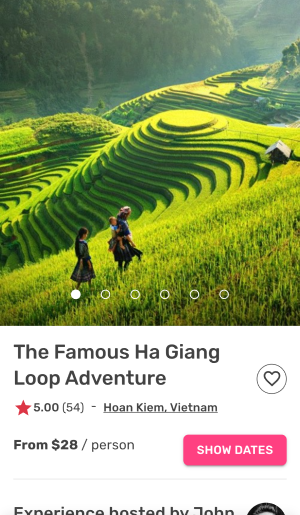 The Famous Ha Giang
Loop Adventure
5.00 (54) - Hoan Kiem, Vietnam
From $28 / person
SHOW DATES
Experience hosted by John